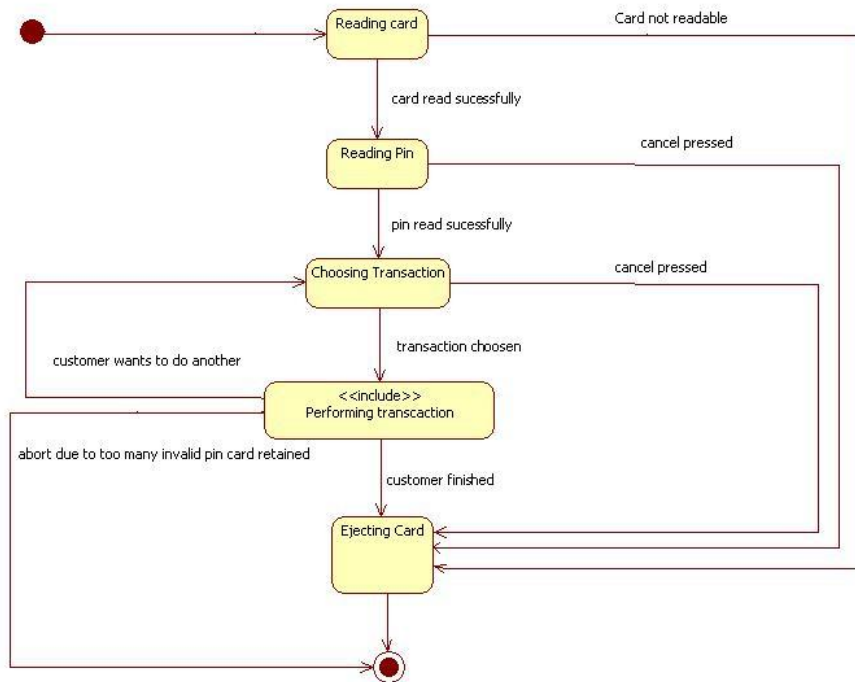 Reading card
Card not readable
card read sucessfully
Reading Pin
cancel pressed
pin read sucessfully
Choosing Transaction
cancel pressed
transaction choosen
customer wants to do another
<<include>>
Performing transcaction
abort due to too many invalid pin card retained
customer finished
Ejecting Card